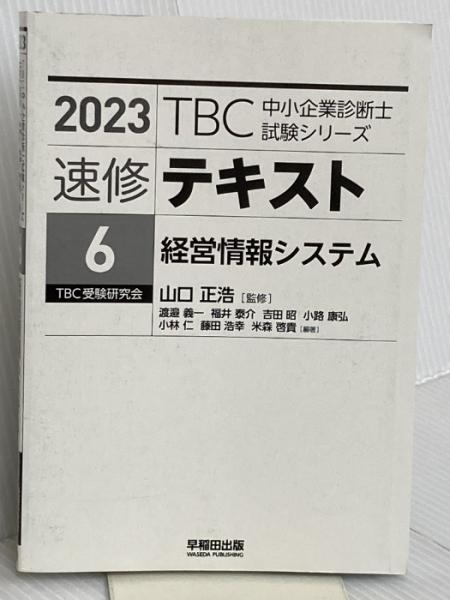 2023
TBC
中小企業診断士
試験シリーズ
速修
テキスト
6
経営情報システム
TBC受験研究会
山口 正浩[監修]
渡邉 義一 福井 泰介 吉田 昭 小路 康弘
小林 仁 藤田 浩幸 米森 啓貴[編著]
早稲田出版
WASEDA PUBLISHING